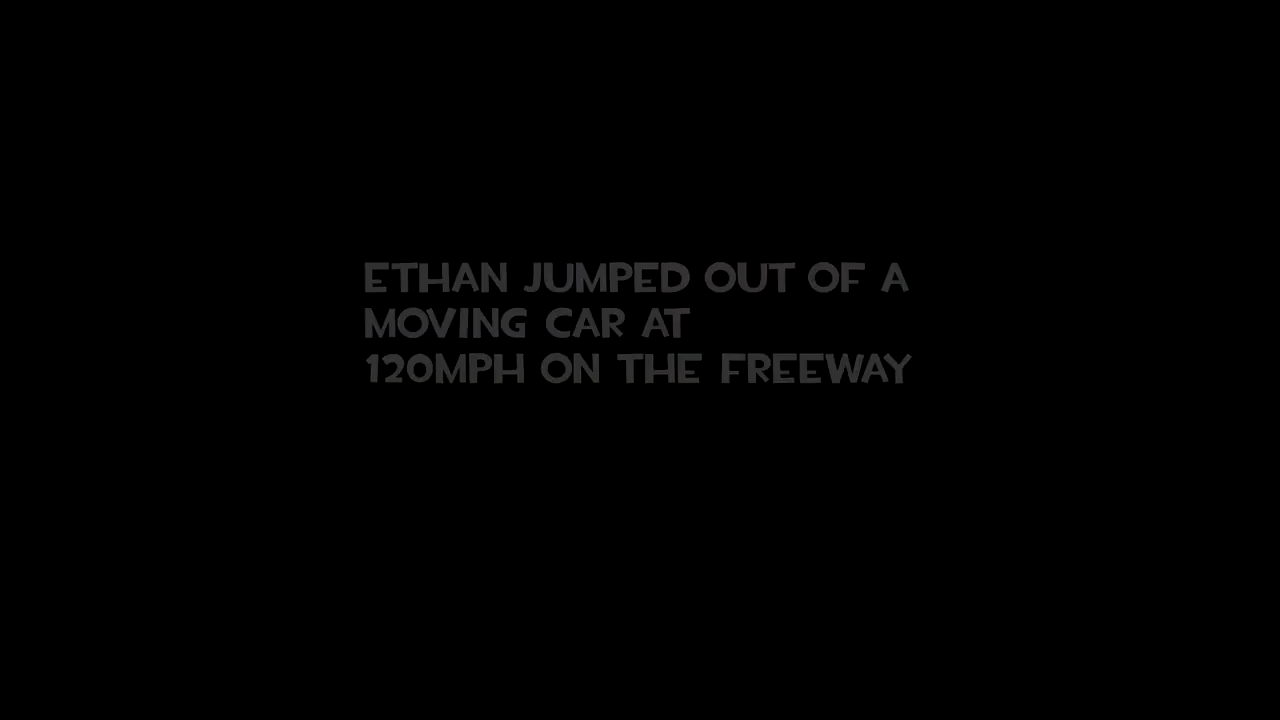 ETHAN JUMPED OUT OF A
MOVING CAR AT
120MPH ON THE FREEWAY